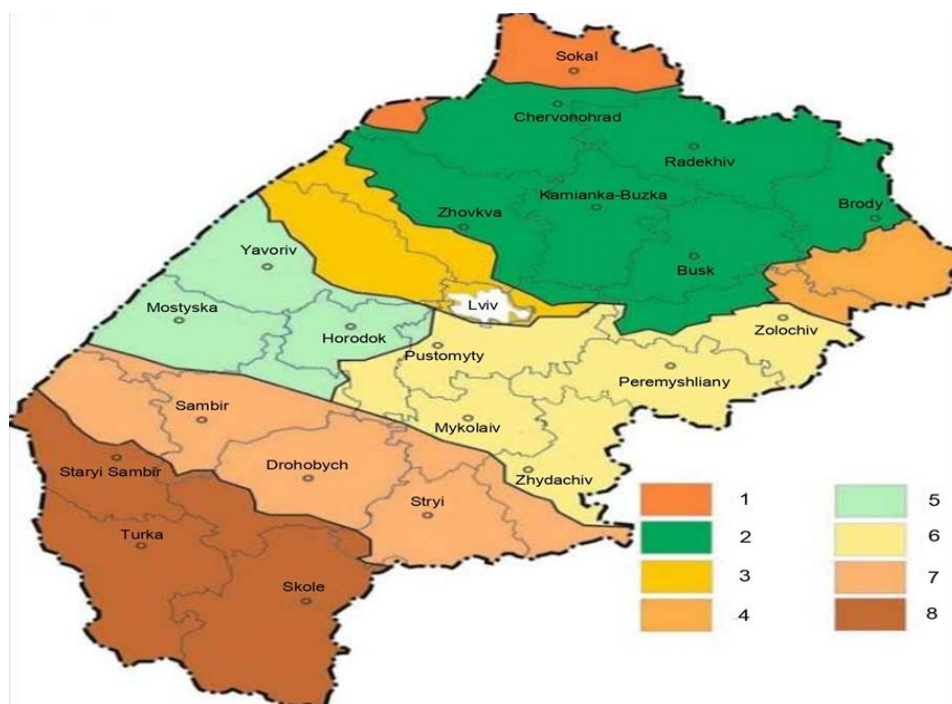 Sokal
Chervonohrad
Radekhiv
Kamianka-Buzka
Brody
Zhovkva
Yavoriv
Busk
Mostyska
Lviv
Horodok
Zolochiv
Pustomyty
Peremyshliany
Sambir
Mykolaiv
Drohobych
Staryi Sambir
Zhydachiv
Stryi
Turka
Skole
1
2
3
4
5
6
7
8